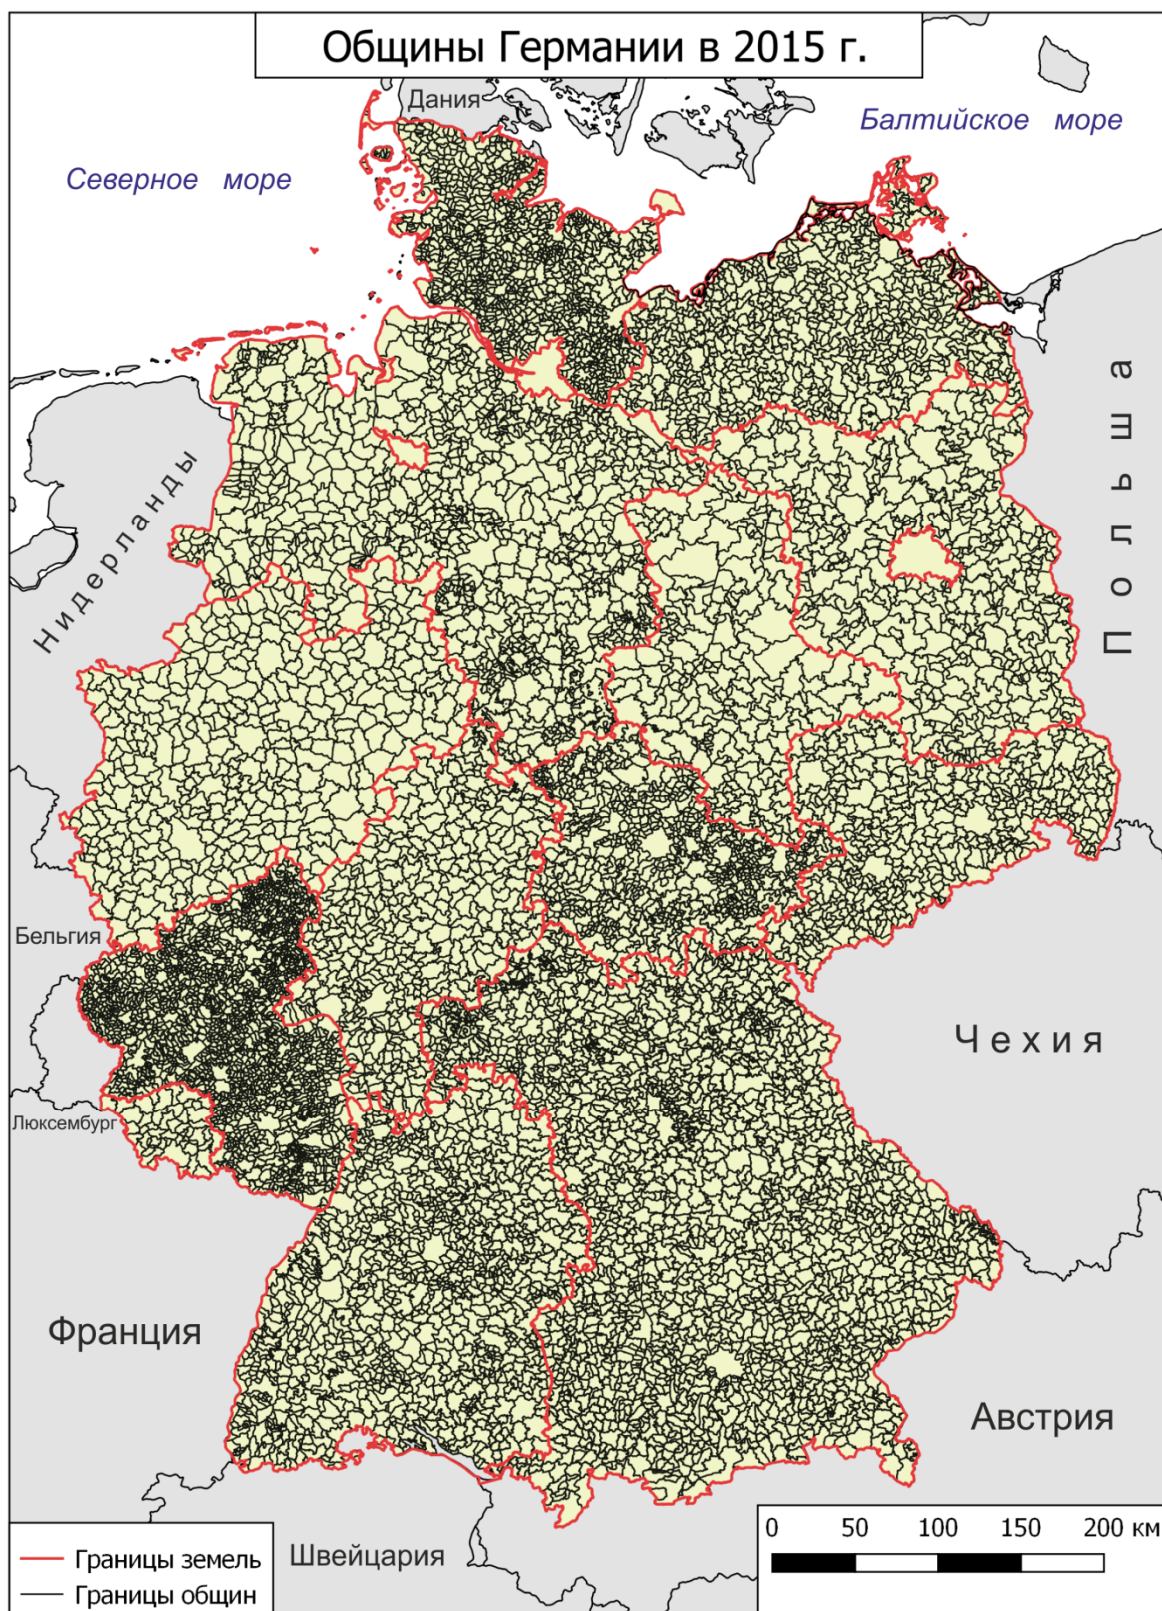 Общины Германии в 2015 г.
Дания
Балтийское море
Северное море
Польша
Нидерланды
Бельгия
Чехия
Люксембург
Франция
Австрия
0 50 100 150 200 км
Швейцария
Границы земель
Границы общин